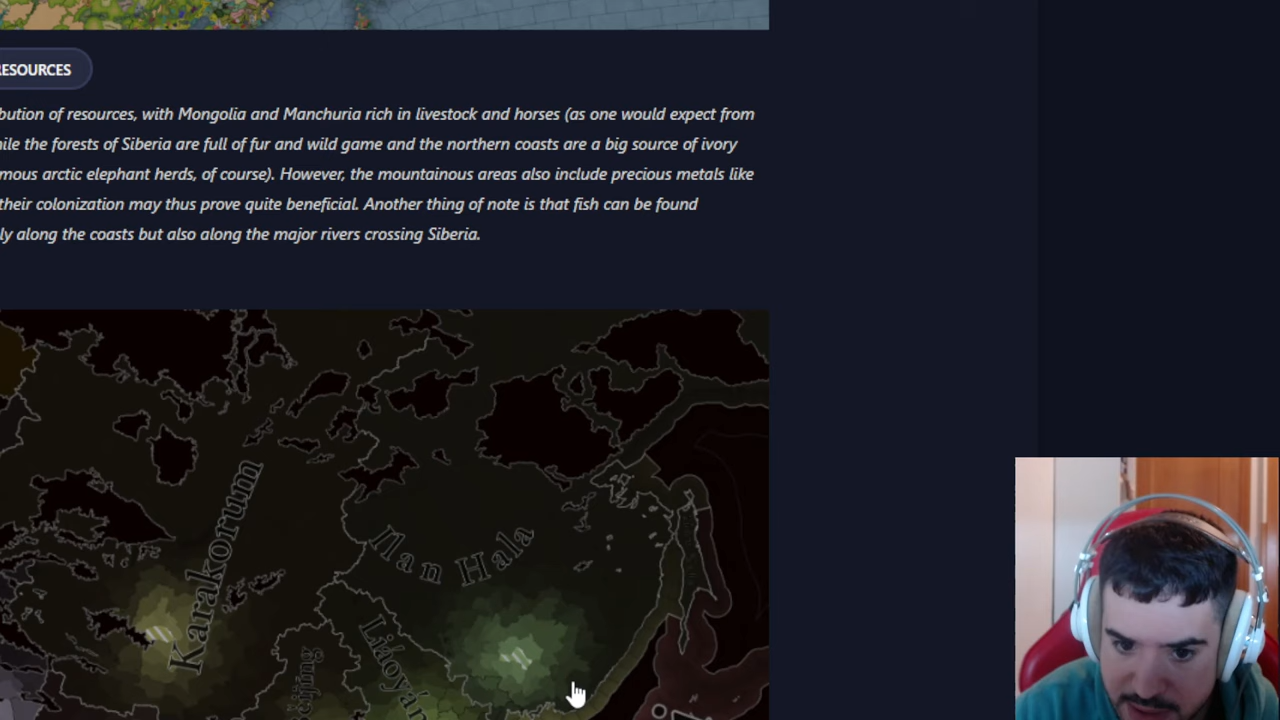 RESOURCES
bution of resources, with Mongolia and Manchuria rich in livestock and horses (as one would expect from
ile the forests of Siberia are full of fur and wild game and the northern coasts are a big source of ivory
mous arctic elephant herds, of course). However, the mountainous areas also include precious metals like
their colonization may thus prove quite beneficial. Another thing of note is that fish can be found
ly along the coasts but also along the major rivers crossing Siberia.
Karakorum
Ilan Hala
Liáoyán